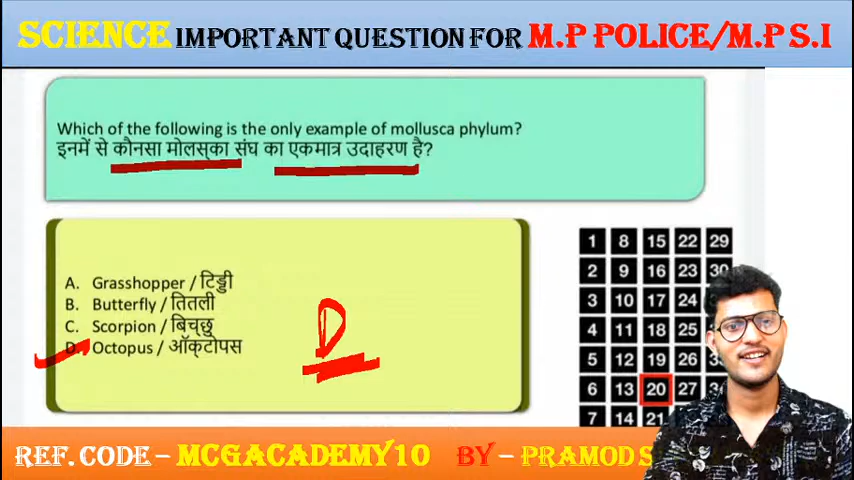 SCIENCE IMPORTANT QUESTION FOR M.P POLICE/M.P S.I
Which of the following is the only example of mollusca phylum?
इनमें से कौनसा मोलस्का संघ का एकमात्र उदाहरण है?
A. Grasshopper / टिड्डी
B. Butterfly / तितली
C. Scorpion / बिच्छु
D. Octopus / ऑक्टोपस
D
1 8 15 22 29
2 9 16 23 30
3 10 17 24
4 11 18 25
5 12 19 26
6 13 20 27
7 14 21
REF. CODE – MCGACADEMY10 BY – PRAMOD S